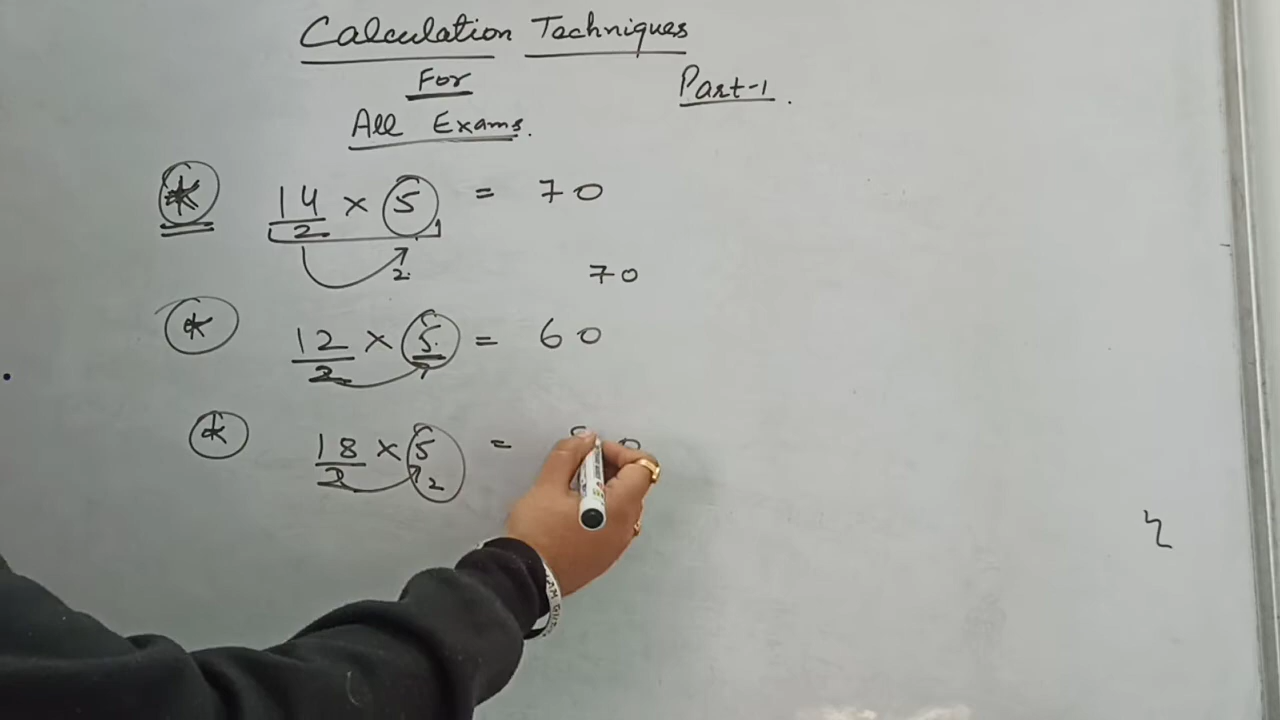 Calculation Techniques
For
Part-1.
All Exams.
* 14 × 5 = 70
2
2.
70
* 12 × 5 = 60
2
* 18 × 5 = 0
2 2